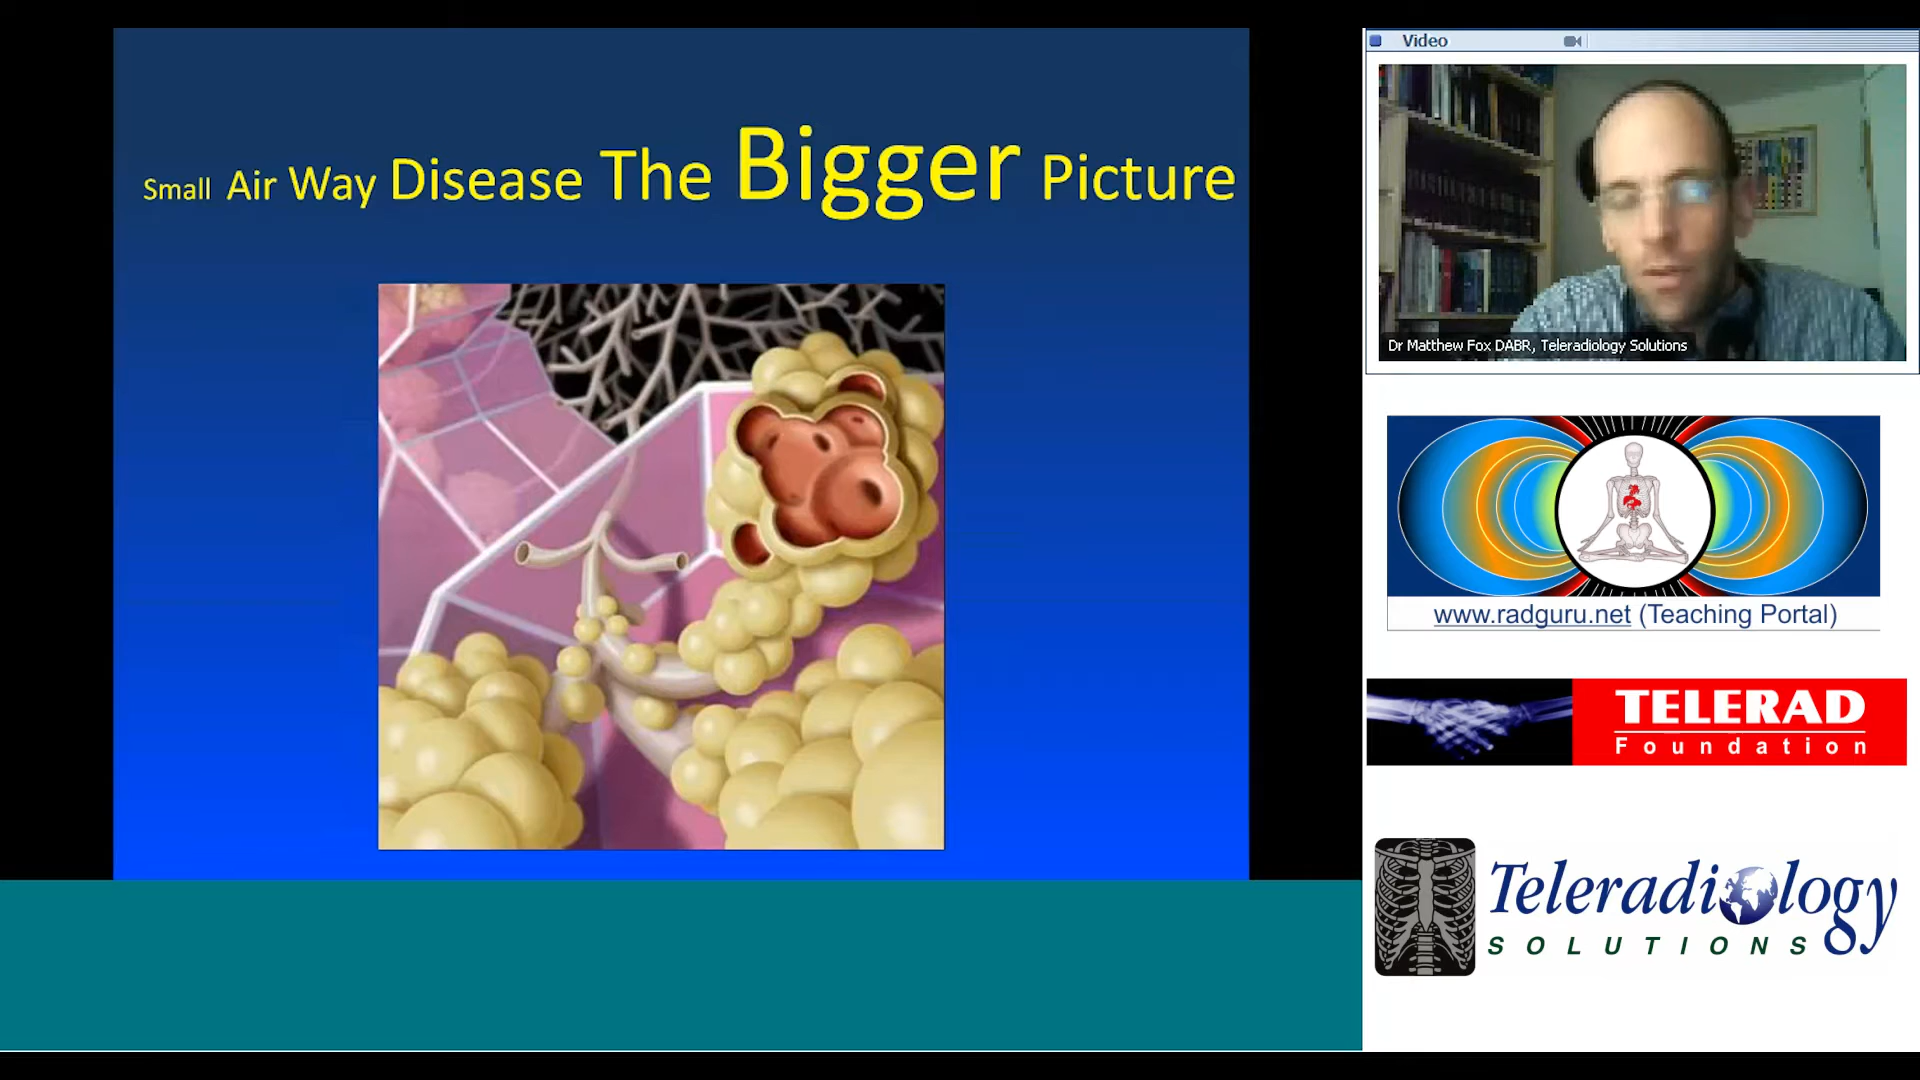 Small Air Way Disease The Bigger Picture
Video
Dr Matthew Fox DABR, Teleradiology Solutions
www.radguru.net (Teaching Portal)
TELERAD
Foundation
Teleradiology
SOLUTIONS